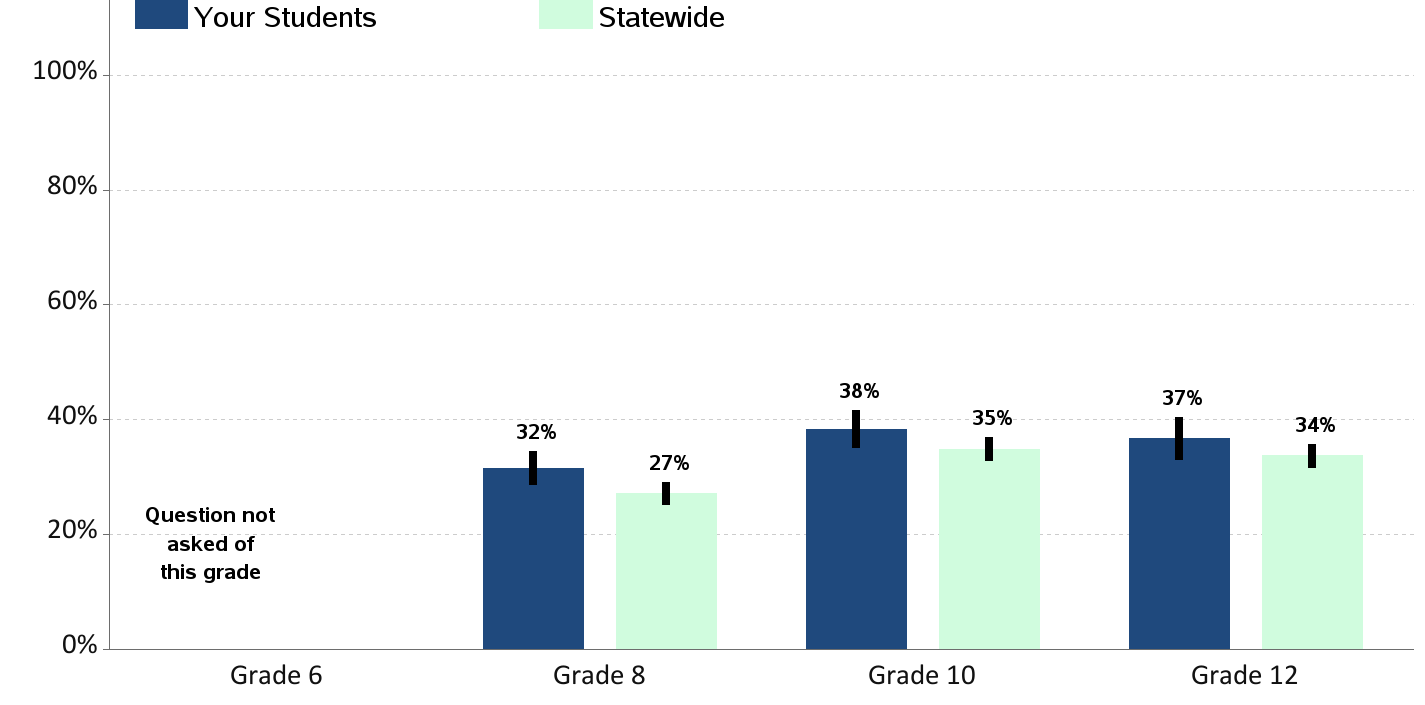 Your Students Statewide
100%
80%
60%
40%
20%
0%
Question not
asked of
this grade
32%
27%
38%
35%
37%
34%
Grade 6 Grade 8 Grade 10 Grade 12